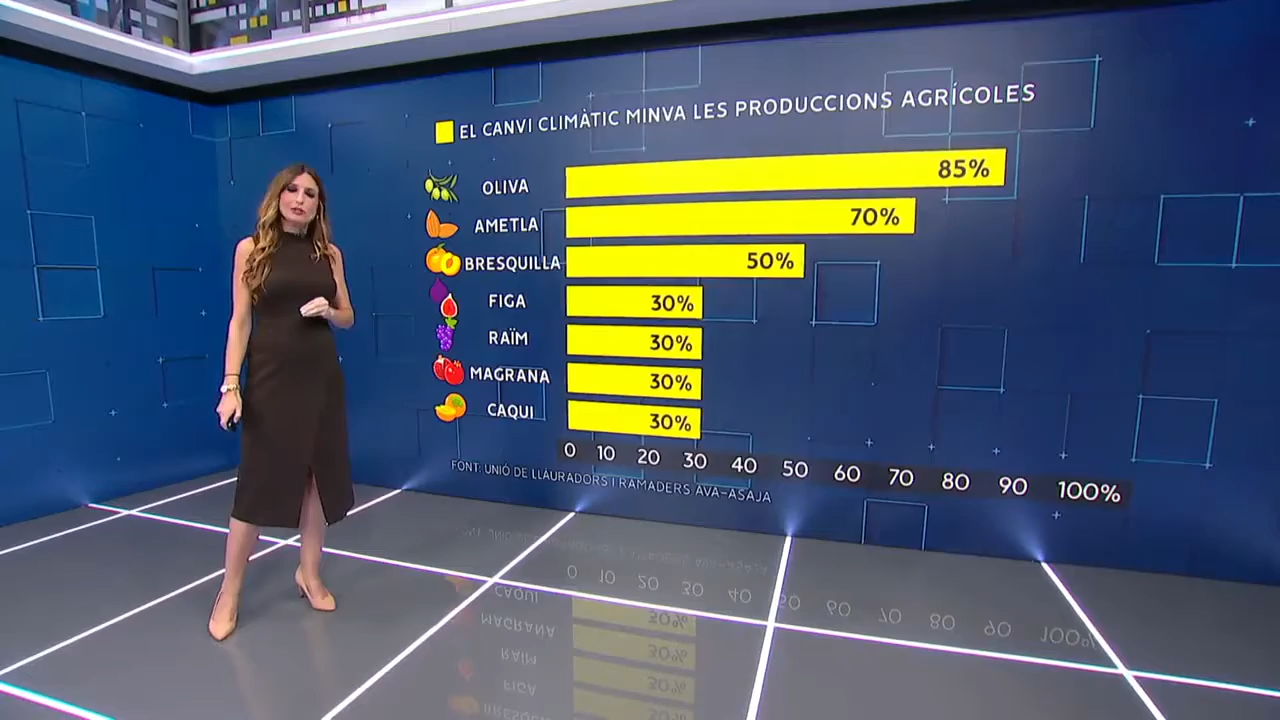 EL CANVI CLIMÀTIC MINVA LES PRODUCCIONS AGRÍCOLES
OLIVA 85%
AMETLA 70%
BRESQUILLA 50%
FIGA 30%
RAÏM 30%
MAGRANA 30%
CAQUI 30%
0 10 20 30 40 50 60 70 80 90 100%
FONT: UNIÓ DE LLAURADORS I RAMADERS AVA-ASAJA